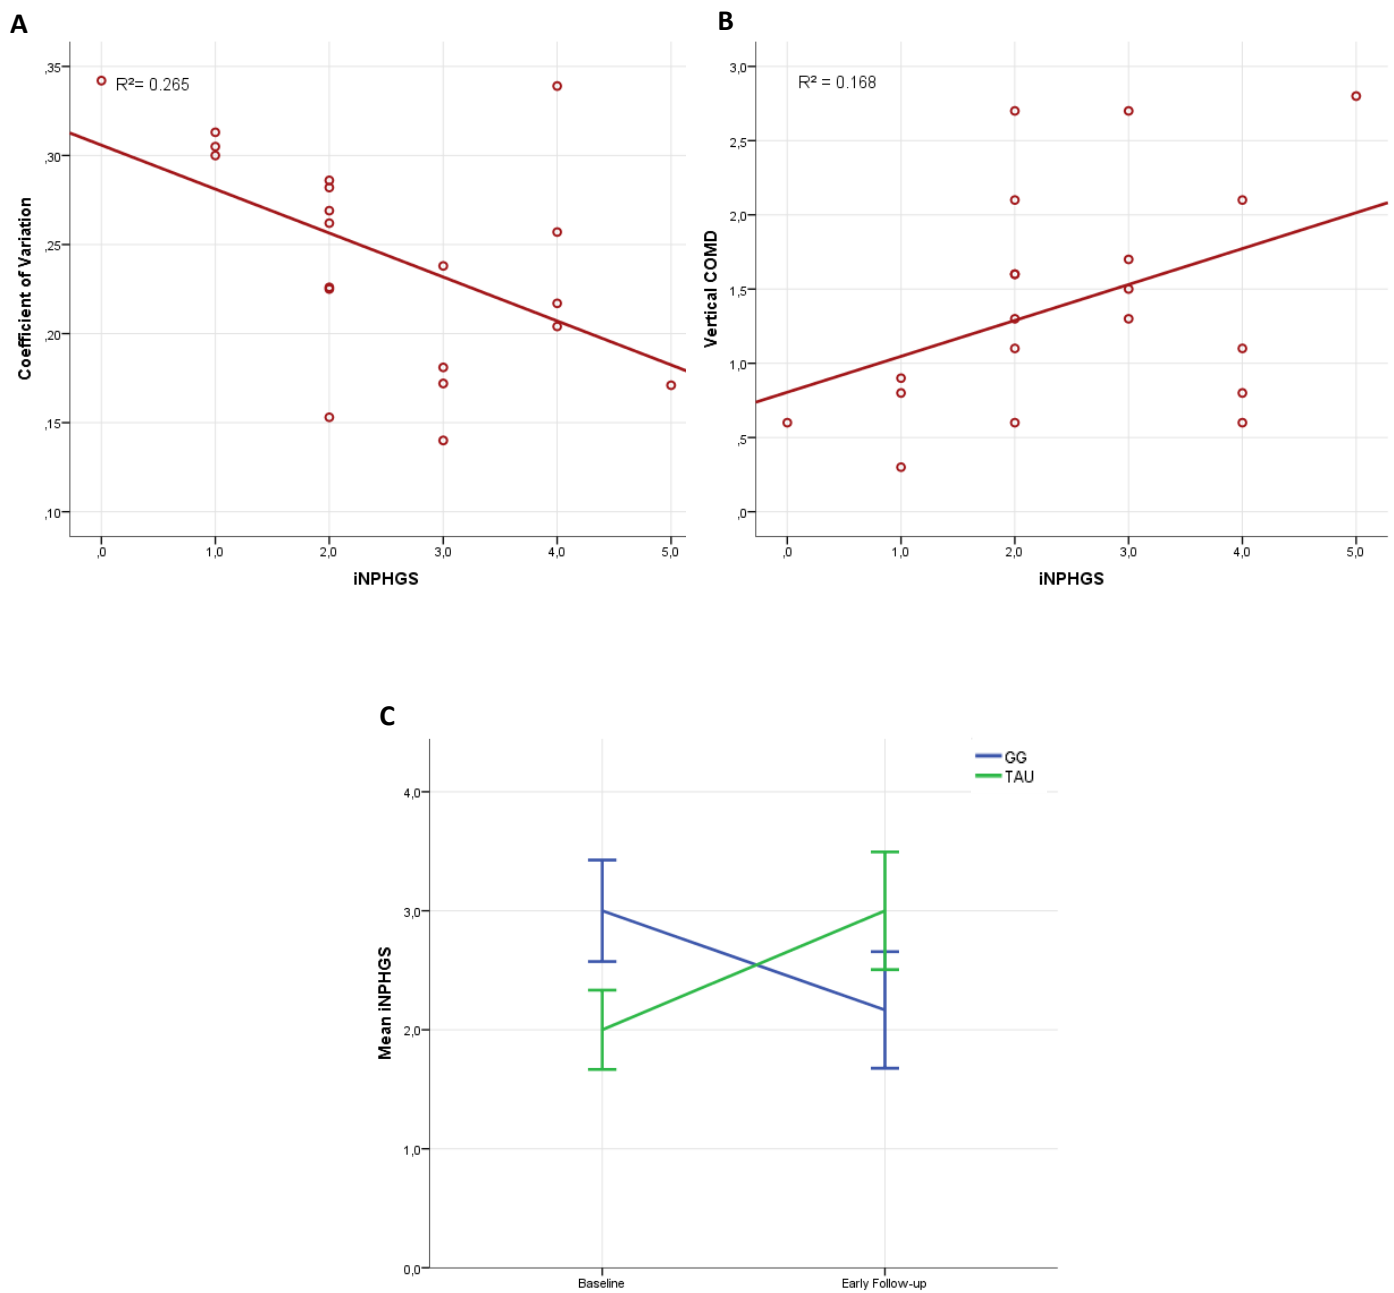 A
R²= 0.265
,35
,30
,25
,20
,15
,10
Coefficient of Variation
,0 1,0 2,0 3,0 4,0 5,0
iNPHGS
B
R² = 0.168
3,0
2,5
2,0
1,5
1,0
,5
,0
Vertical COMD
,0 1,0 2,0 3,0 4,0 5,0
iNPHGS
C
GG
TAU
4,0
3,0
2,0
1,0
0,0
Mean iNPHGS
Baseline Early Follow-up